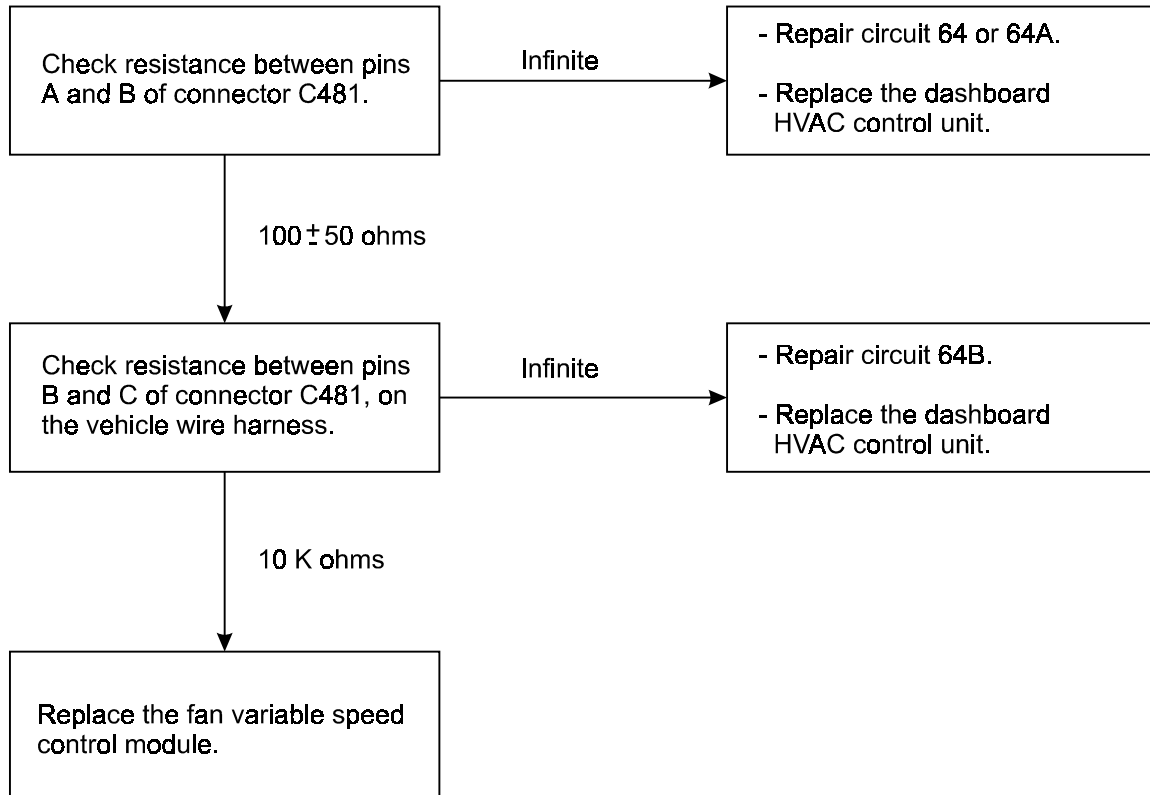 Check resistance between pins
A and B of connector C481.
Infinite
- Repair circuit 64 or 64A.
- Replace the dashboard
HVAC control unit.
100 ± 50 ohms
Check resistance between pins
B and C of connector C481, on
the vehicle wire harness.
Infinite
- Repair circuit 64B.
- Replace the dashboard
HVAC control unit.
10 K ohms
Replace the fan variable speed
control module.